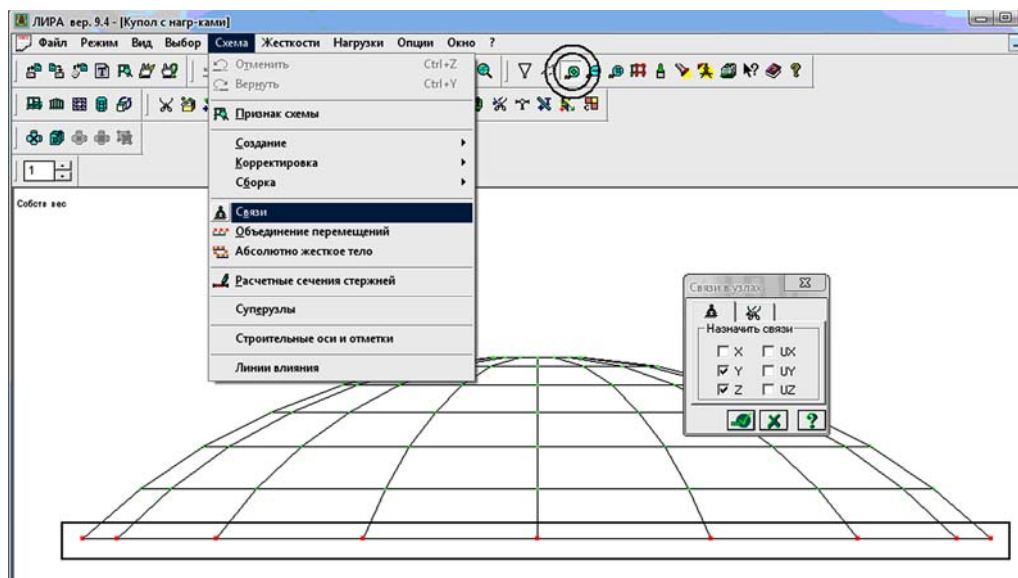 ЛИРА вер. 9.4 - [Купол с нагр-ками]
Файл Режим Вид Выбор Схема Жесткости Нагрузки Опции Окно ?
Отменить Ctrl+Z
Вернуть Ctrl+Y
Признак схемы
Создание
Корректировка
Сборка
Связи
Объединение перемещений
Абсолютно жесткое тело
Расчетные сечения стержней
Суперузлы
Строительные оси и отметки
Линии влияния
1
Собств вес
Связи в узлах
Назначить связи
X UX
Y UY
Z UZ
?